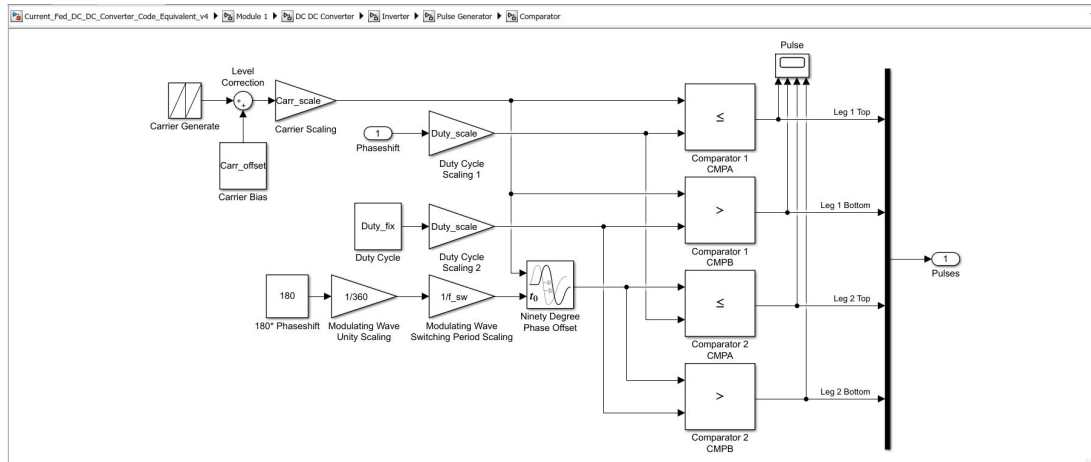 Current_Fed_DC_DC_Converter_Code_Equivalent_v4 Module 1 DC DC Converter Inverter Pulse Generator Comparator
Pulse
Level
Correction
Carr_scale
Carrier Generate
Carrier Scaling
Carr_offset
Carrier Bias
1
Phaseshift
Duty_scale
Duty Cycle
Scaling 1
≤
Comparator 1
CMPA
Leg 1 Top
>
Comparator 1
CMPB
Leg 1 Bottom
Duty_fix
Duty Cycle
Duty_scale
Duty Cycle
Scaling 2
180
180* Phaseshift
1/360
Modulating Wave
Unity Scaling
1/f_sw
Modulating Wave
Switching Period Scaling
t0
Ninety Degree
Phase Offset
≤
Comparator 2
CMPA
Leg 2 Top
>
Comparator 2
CMPB
Leg 2 Bottom
1
Pulses